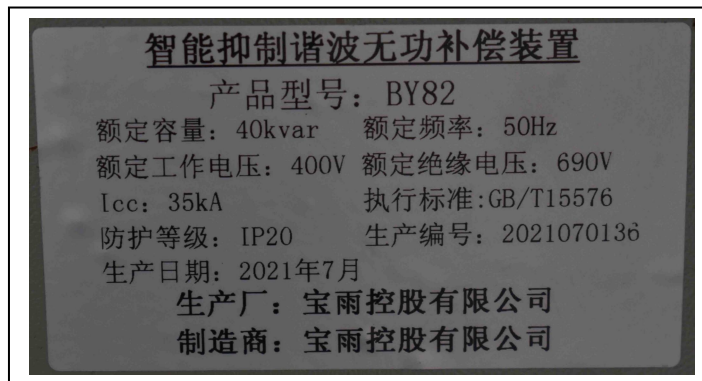 智能抑制谐波无功补偿装置
产品型号：BY82
额定容量：40kvar 额定频率：50Hz
额定工作电压：400V 额定绝缘电压：690V
Icc：35kA 执行标准:GB/T15576
防护等级：IP20 生产编号：2021070136
生产日期：2021年7月
生产厂：宝雨控股有限公司
制造商：宝雨控股有限公司